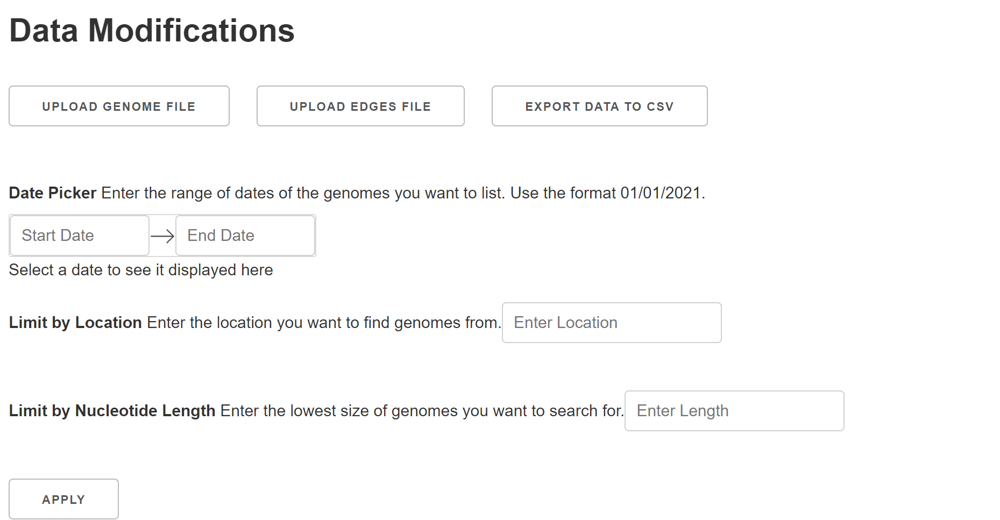 Data Modifications
UPLOAD GENOME FILE UPLOAD EDGES FILE EXPORT DATA TO CSV
Date Picker Enter the range of dates of the genomes you want to list. Use the format 01/01/2021.
Start Date → End Date
Select a date to see it displayed here
Limit by Location Enter the location you want to find genomes from. Enter Location
Limit by Nucleotide Length Enter the lowest size of genomes you want to search for. Enter Length
APPLY